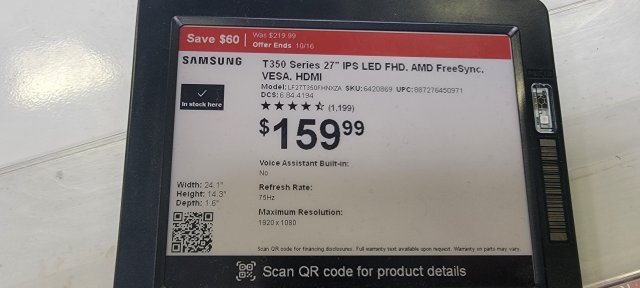 Save $60
Was $219.99
Offer Ends 10/16
SAMSUNG
T350 Series 27" IPS LED FHD, AMD FreeSync, VESA, HDMI
Model: LF27T350FHNXZA SKU: 6420869 UPC: 887276450971
DCS: 6.84.4194
In stock here
(1,199)
$159.99
Voice Assistant Built-in:
No
Refresh Rate:
75Hz
Maximum Resolution:
1920 x 1080
Width: 24.1"
Height: 14.3"
Depth: 1.6"
Scan QR code for financing disclosures. Full warranty text available upon request. Warranty on parts may vary.
Scan QR code for product details